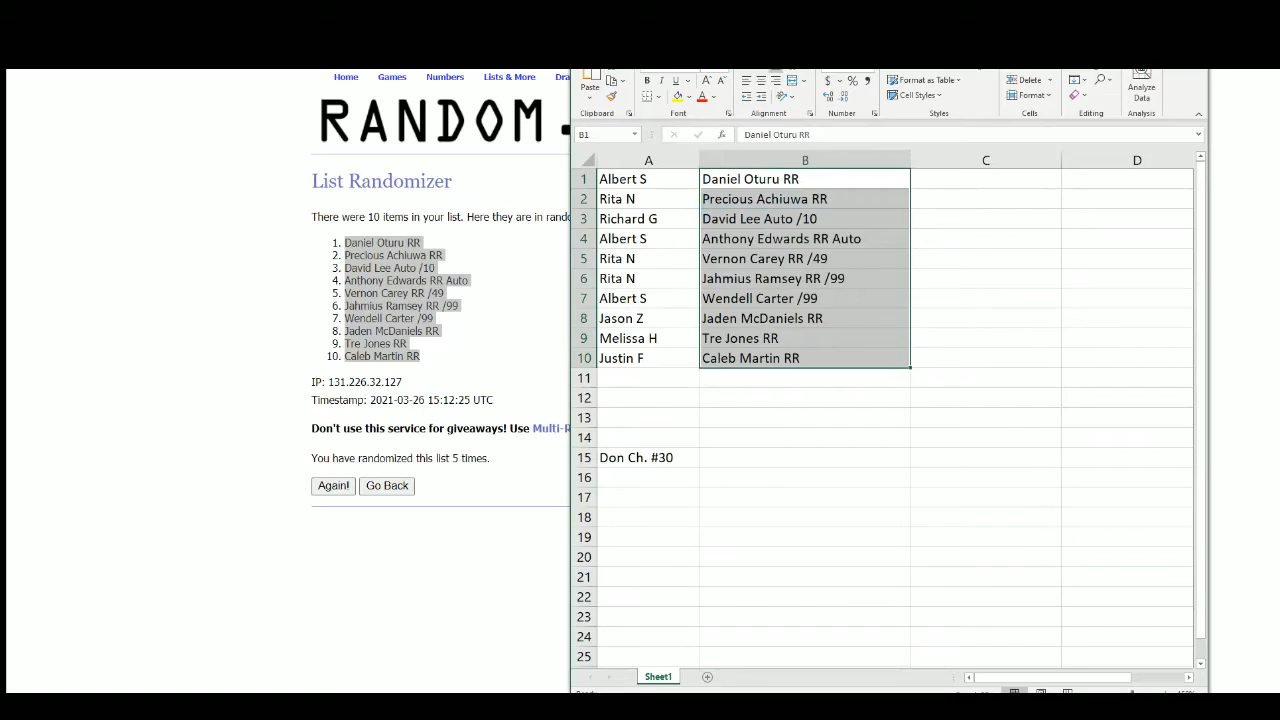 Home Games Numbers Lists & More Dra
RANDOM.
List Randomizer
There were 10 items in your list. Here they are in rando
1. Daniel Oturu RR
2. Precious Achiuwa RR
3. David Lee Auto /10
4. Anthony Edwards RR Auto
5. Vernon Carey RR /49
6. Jahmius Ramsey RR /99
7. Wendell Carter /99
8. Jaden McDaniels RR
9. Tre Jones RR
10. Caleb Martin RR
IP: 131.226.32.127
Timestamp: 2021-03-26 15:12:25 UTC
Don't use this service for giveaways! Use Multi-R
You have randomized this list 5 times.
Again! Go Back
Paste
B I U A A
$ % ,
Format as Table
Cell Styles
Delete
Format
Analyze
Data
Clipboard Font Alignment Number Styles Cells Editing Analysis
B1 fx Daniel Oturu RR
A B C D
1 Albert S Daniel Oturu RR
2 Rita N Precious Achiuwa RR
3 Richard G David Lee Auto /10
4 Albert S Anthony Edwards RR Auto
5 Rita N Vernon Carey RR /49
6 Rita N Jahmius Ramsey RR /99
7 Albert S Wendell Carter /99
8 Jason Z Jaden McDaniels RR
9 Melissa H Tre Jones RR
10 Justin F Caleb Martin RR
11
12
13
14
15 Don Ch. #30
16
17
18
19
20
21
22
23
24
25
Sheet1